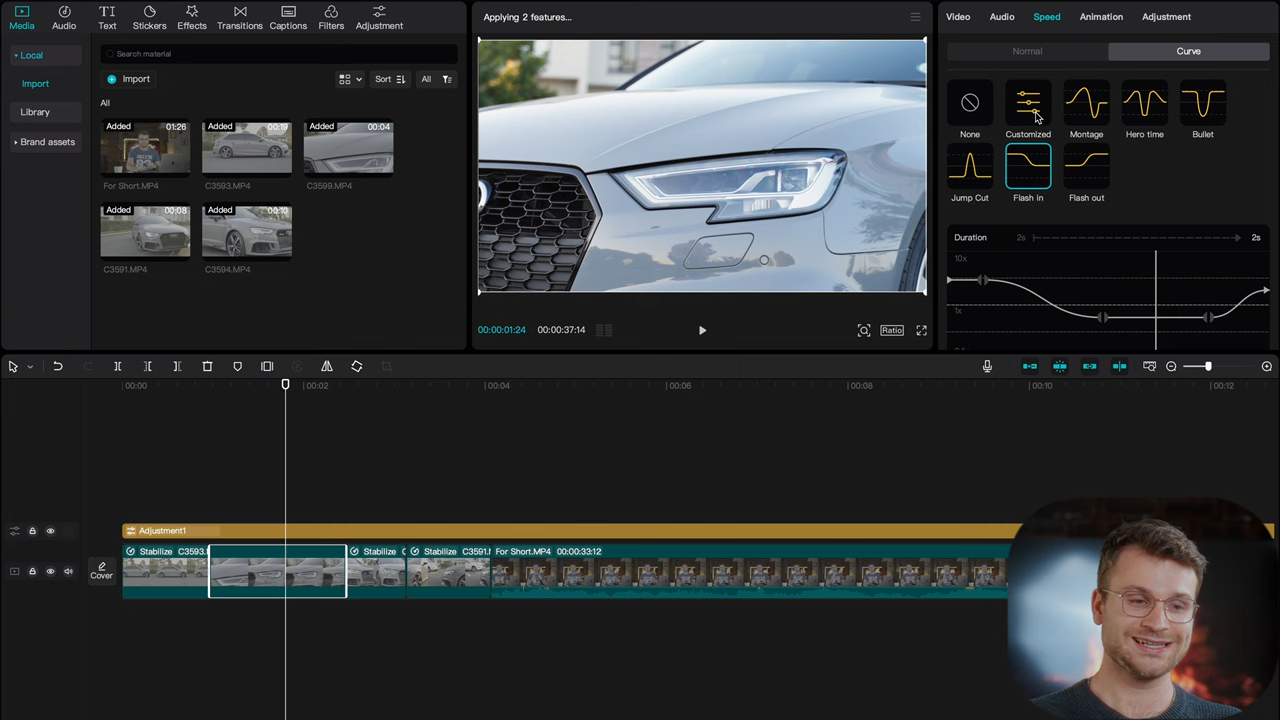 Media Audio Text Stickers Effects Transitions Captions Filters Adjustment
Local
Import
Library
Brand assets
Search material
Import
Sort
All
All
Added 01:26
For Short.MP4
Added 00:19
C3593.MP4
Added 00:04
C3599.MP4
Added 00:08
C3591.MP4
Added 00:10
C3594.MP4
Applying 2 features...
00:00:01:24 00:00:37:14
Ratio
Video Audio Speed Animation Adjustment
Normal Curve
None Customized Montage Hero time Bullet
Jump Cut Flash in Flash out
Duration 2s 2s
10x
1x
00:00 00:02 00:04 00:06 00:08 00:10 00:12
Adjustment1
Cover
Stabilize C3593.
Stabilize
Stabilize C3591.
For Short.MP4 00:00:33:12